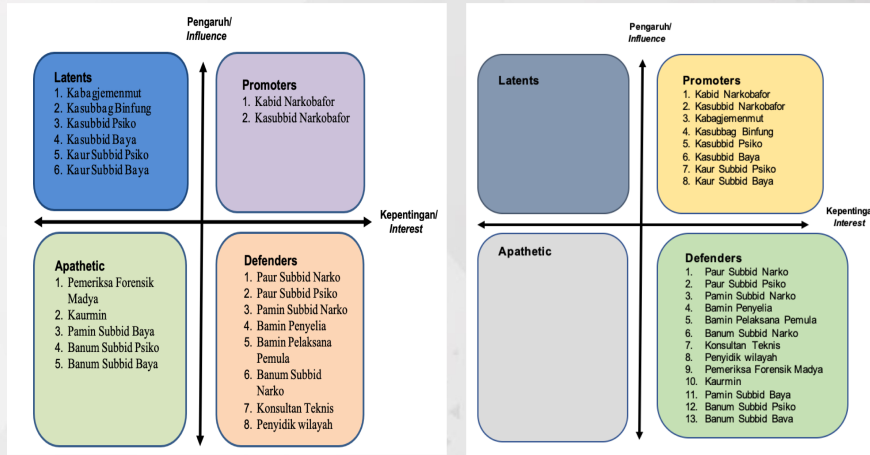 Pengaruh/
Influence
Latents
1. Kabagjemenmut
2. Kasubbag Binfung
3. Kasubbid Psiko
4. Kasubbid Baya
5. Kaur Subbid Psiko
6. Kaur Subbid Baya
Promoters
1. Kabid Narkobafor
2. Kasubbid Narkobafor
Kepentingan/
Interest
Apathetic
1. Pemeriksa Forensik
Madya
2. Kaurmin
3. Pamin Subbid Baya
4. Banum Subbid Psiko
5. Banum Subbid Baya
Defenders
1. Paur Subbid Narko
2. Paur Subbid Psiko
3. Pamin Subbid Narko
4. Bamin Penyelia
5. Bamin Pelaksana
Pemula
6. Banum Subbid
Narko
7. Konsultan Teknis
8. Penyidik wilayah
Pengaruh/
Influence
Latents
Promoters
1. Kabid Narkobafor
2. Kasubbid Narkobafor
3. Kabagjemenmut
4. Kasubbag Binfung
5. Kasubbid Psiko
6. Kasubbid Baya
7. Kaur Subbid Psiko
8. Kaur Subbid Baya
Kepentinga
Interest
Apathetic
Defenders
1. Paur Subbid Narko
2. Paur Subbid Psiko
3. Pamin Subbid Narko
4. Bamin Penyelia
5. Bamin Pelaksana Pemula
6. Banum Subbid Narko
7. Konsultan Teknis
8. Penyidik wilayah
9. Pemeriksa Forensik Madya
10. Kaurmin
11. Pamin Subbid Baya
12. Banum Subbid Psiko
13. Banum Subbid Baya